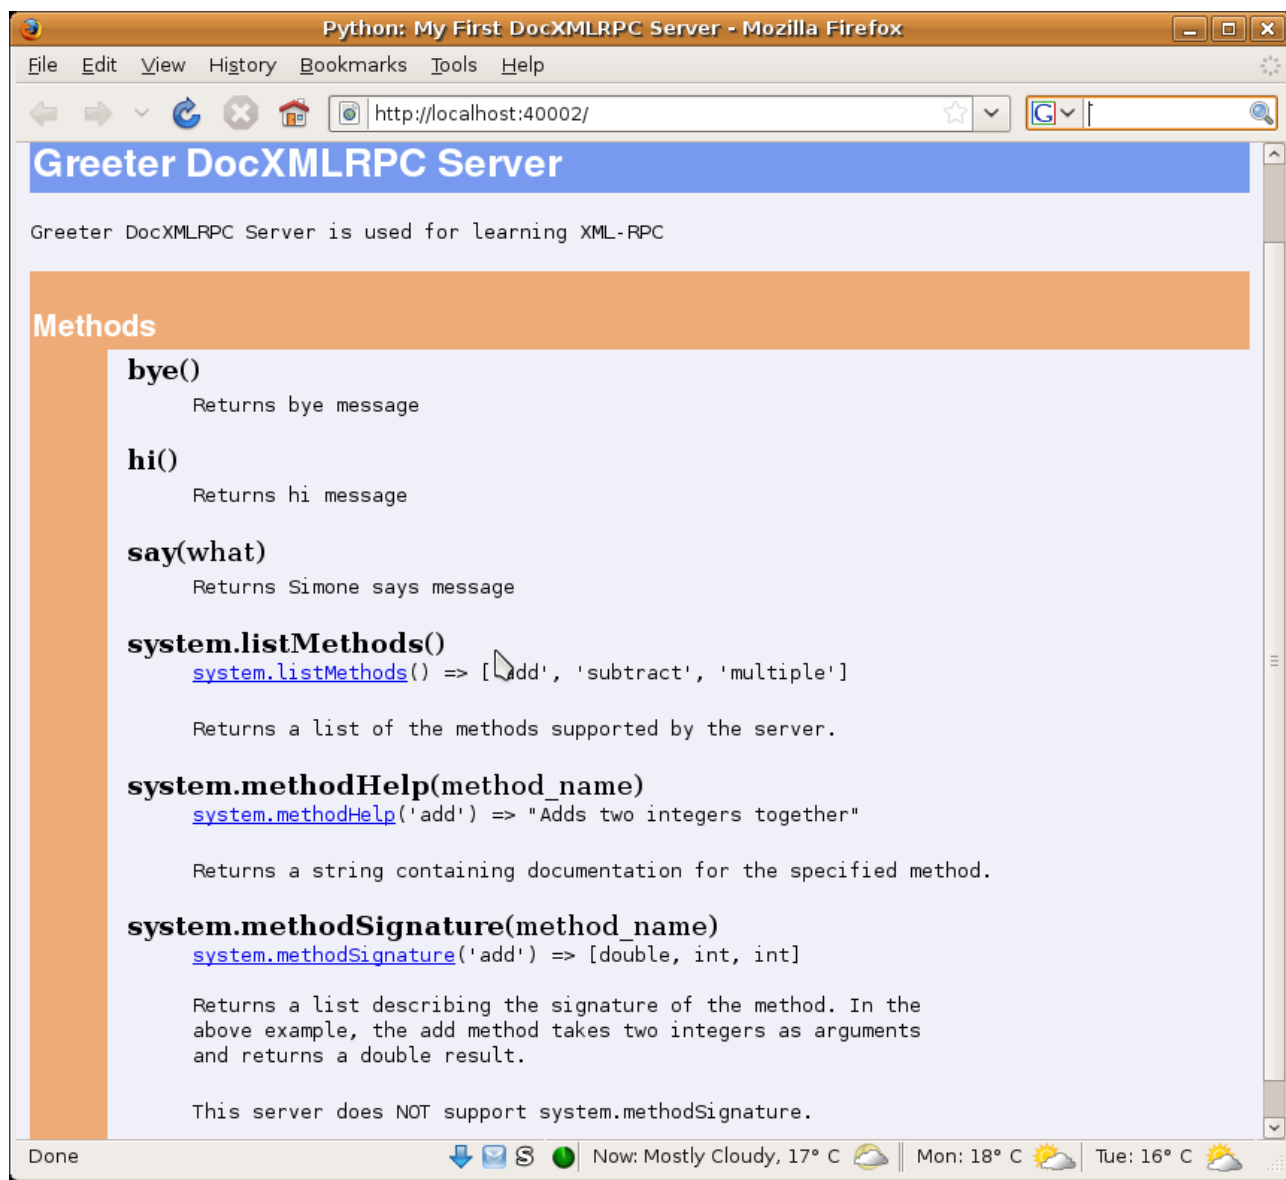 Python: My First DocXMLRPC Server - Mozilla Firefox
File Edit View History Bookmarks Tools Help
http://localhost:40002/
G
Greeter DocXMLRPC Server
Greeter DocXMLRPC Server is used for learning XML-RPC
Methods
bye()
Returns bye message
hi()
Returns hi message
say(what)
Returns Simone says message
system.listMethods()
system.listMethods() => ['add', 'subtract', 'multiple']
Returns a list of the methods supported by the server.
system.methodHelp(method_name)
system.methodHelp('add') => "Adds two integers together"
Returns a string containing documentation for the specified method.
system.methodSignature(method_name)
system.methodSignature('add') => [double, int, int]
Returns a list describing the signature of the method. In the
above example, the add method takes two integers as arguments
and returns a double result.
This server does NOT support system.methodSignature.
Done S Now: Mostly Cloudy, 17° C Mon: 18° C Tue: 16° C